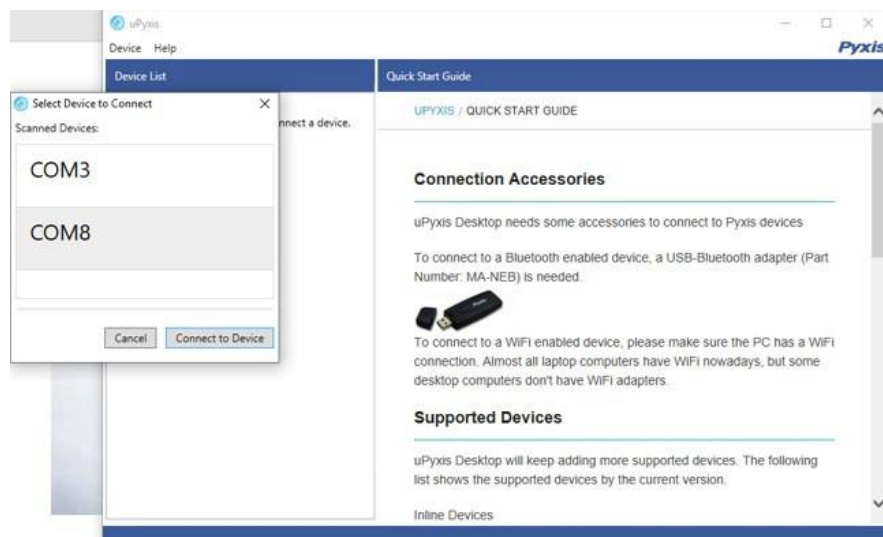 uPyxis
Device Help
Pyxis
Device List
Quick Start Guide
Select Device to Connect
Scanned Devices:
COM3
COM8
Cancel
Connect to Device
nnect a device.
UPYXIS / QUICK START GUIDE
Connection Accessories
uPyxis Desktop needs some accessories to connect to Pyxis devices
To connect to a Bluetooth enabled device, a USB-Bluetooth adapter (Part
Number: MA-NEB) is needed.
To connect to a WiFi enabled device, please make sure the PC has a WiFi
connection. Almost all laptop computers have WiFi nowadays, but some
desktop computers don't have WiFi adapters.
Supported Devices
uPyxis Desktop will keep adding more supported devices. The following
list shows the supported devices by the current version.
Inline Devices